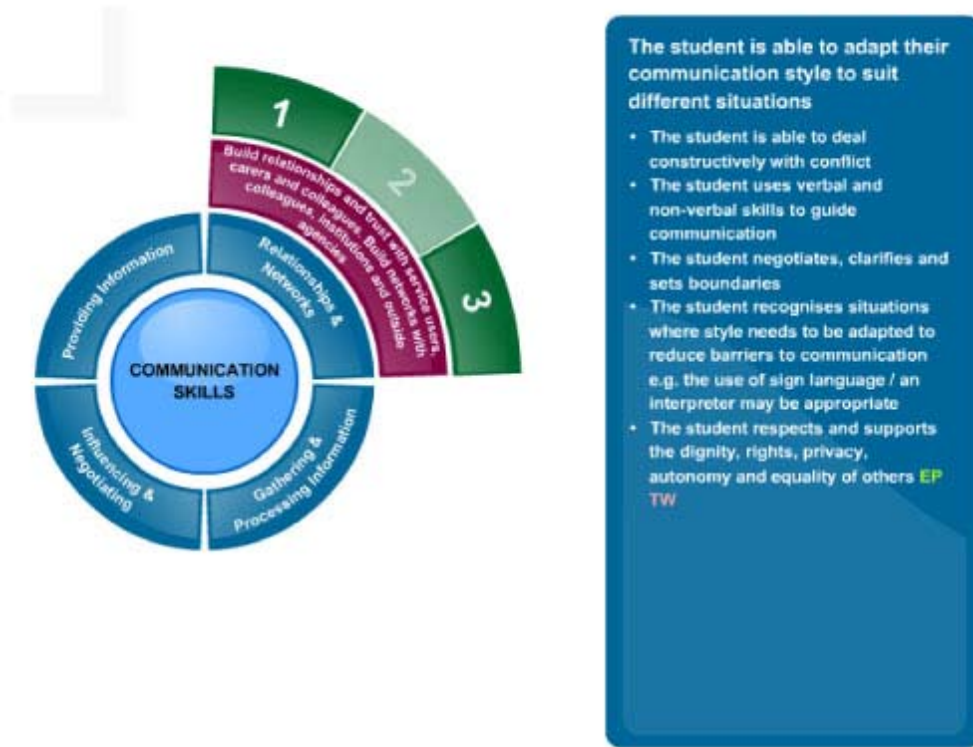 1
2
3
Build relationships and trust with service users,
carers and colleagues. Build networks with
colleagues, institutions and outside
agencies
Providing Information
Relationships &
Networks
COMMUNICATION
SKILLS
Influencing &
Negotiating
Gathering &
Processing Information
The student is able to adapt their
communication style to suit
different situations
• The student is able to deal
constructively with conflict
• The student uses verbal and
non-verbal skills to guide
communication
• The student negotiates, clarifies and
sets boundaries
• The student recognises situations
where style needs to be adapted to
reduce barriers to communication
e.g. the use of sign language / an
interpreter may be appropriate
• The student respects and supports
the dignity, rights, privacy,
autonomy and equality of others EP
TW